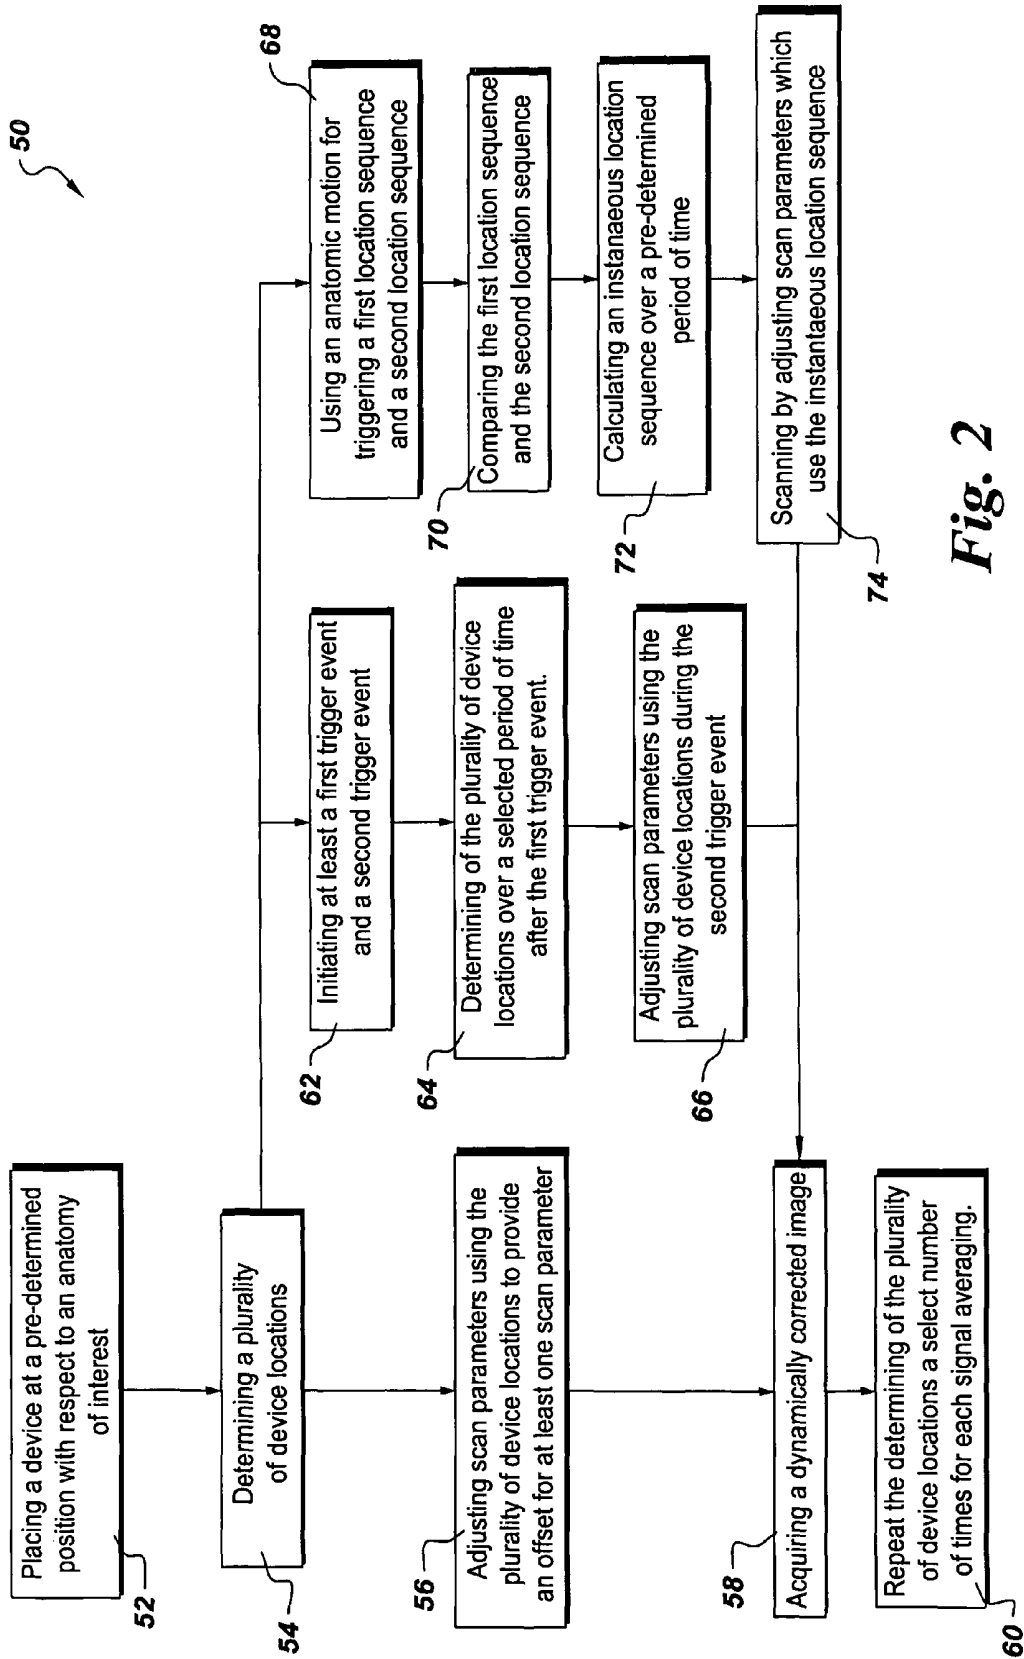 50
Placing a device at a pre-determined
position with respect to an anatomy
of interest
52
Determining a plurality
of device locations
54
Adjusting scan parameters using the
plurality of device locations to provide
an offset for at least one scan parameter
56
Acquiring a dynamically corrected image
58
Repeat the determining of the plurality
of device locations a select number
of times for each signal averaging.
60
Initiating at least a first trigger event
and a second trigger event
62
Determining of the plurality of device
locations over a selected period of time
after the first trigger event.
64
Adjusting scan parameters using the
plurality of device locations during the
second trigger event
66
68
Using an anatomic motion for
triggering a first location sequence
and a second location sequence
Comparing the first location sequence
and the second location sequence
70
Calculating an instanaeous location
sequence over a pre-determined
period of time
72
Scanning by adjusting scan parameters which
use the instantaeous location sequence
74
Fig. 2